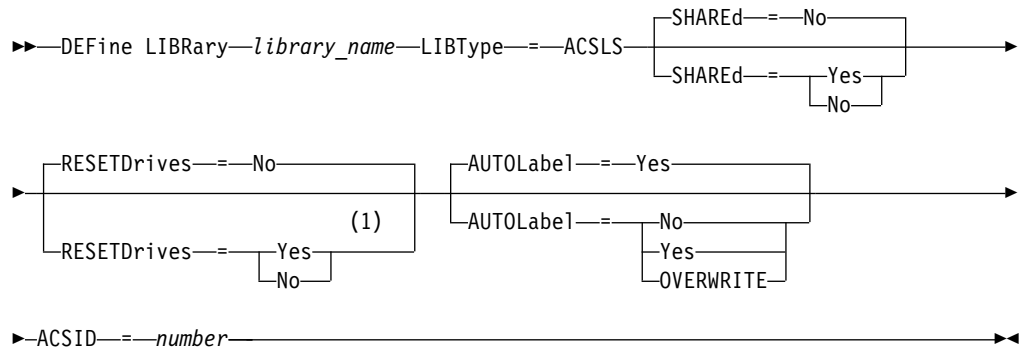 SHAREd = No
DEFine LIBRary library_name LIBType = ACSLS
SHAREd = Yes
No
RESETDrives = No
AUTOLabel = Yes
(1)
RESETDrives = Yes
No
AUTOLabel = No
Yes
OVERWRITE
ACSID = number